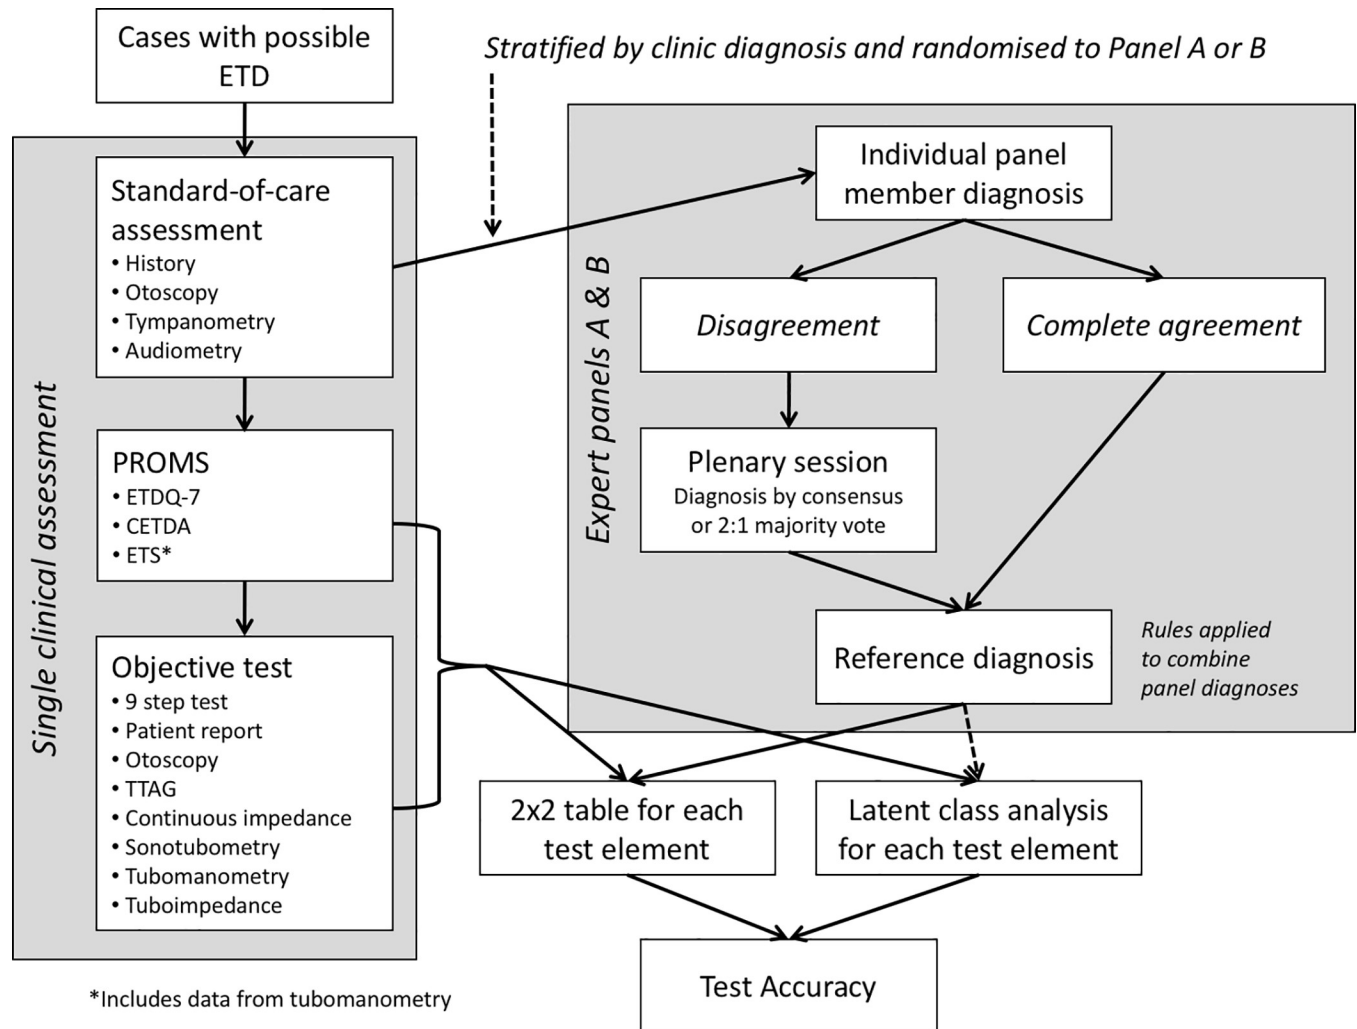 Cases with possible
ETD
Stratified by clinic diagnosis and randomised to Panel A or B
Single clinical assessment
Standard-of-care
assessment
• History
• Otoscopy
• Tympanometry
• Audiometry
PROMS
• ETDQ-7
• CETDA
• ETS*
Objective test
• 9 step test
• Patient report
• Otoscopy
• TTAG
• Continuous impedance
• Sonotubometry
• Tubomanometry
• Tuboimpedance
*Includes data from tubomanometry
Expert panels A & B
Individual panel
member diagnosis
Disagreement
Complete agreement
Plenary session
Diagnosis by consensus
or 2:1 majority vote
Reference diagnosis
Rules applied
to combine
panel diagnoses
2x2 table for each
test element
Latent class analysis
for each test element
Test Accuracy